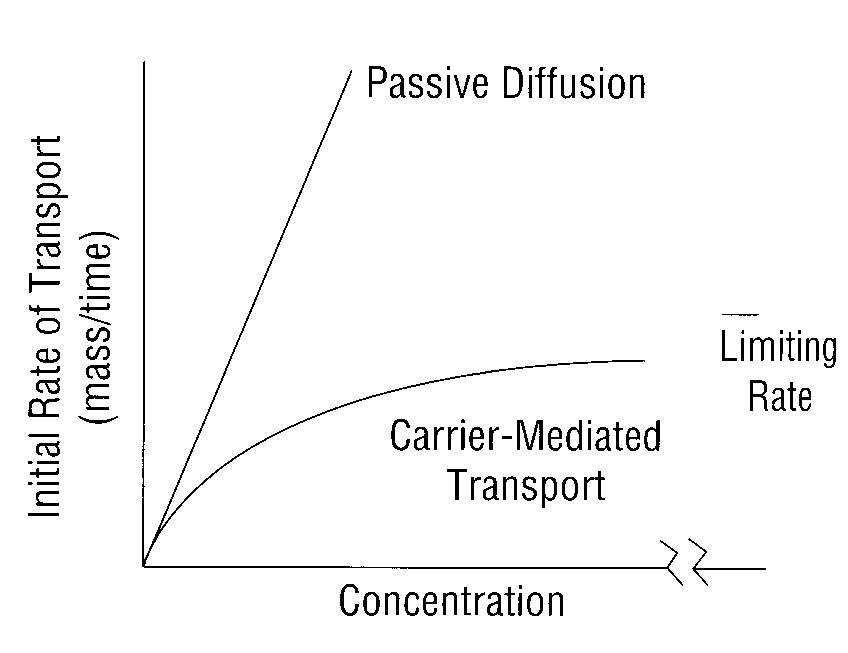 Passive Diffusion
Initial Rate of Transport
(mass/time)
Limiting
Rate
Carrier-Mediated
Transport
Concentration